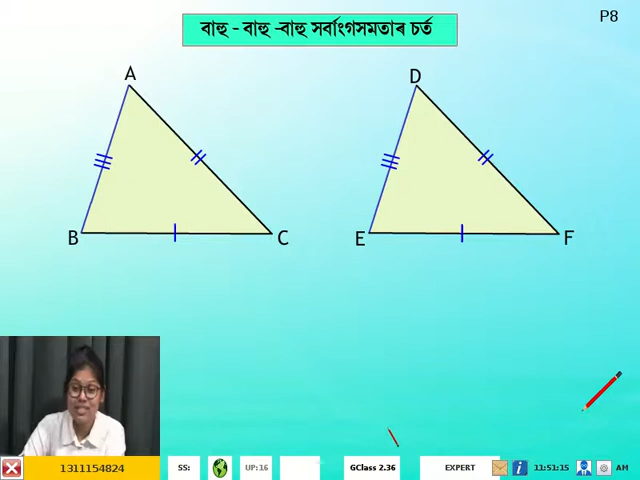 P8
বাহু - বাহু -বাহু সৰ্বাংগসমতাৰ চৰ্ত
A
D
B
C
E
F
1311154824
SS:
UP:16
GClass 2.36
EXPERT
11:51:15
AM